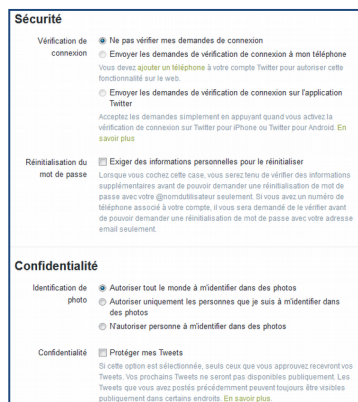 Sécurité
Vérification de connexion
Ne pas vérifier mes demandes de connexion
Envoyer les demandes de vérification de connexion à mon téléphone
Vous devez ajouter un téléphone à votre compte Twitter pour autoriser cette
fonctionnalité sur le web.
Envoyer les demandes de vérification de connexion sur l'application
Twitter
Acceptez les demandes simplement en appuyant quand vous activez la
vérification de connexion sur Twitter pour iPhone ou Twitter pour Android. En
savoir plus
Réinitialisation du
mot de passe
Exiger des informations personnelles pour le réinitialiser
Lorsque vous cochez cette case, vous serez tenu de vérifier des informations
supplémentaires avant de pouvoir demander une réinitialisation de mot de
passe avec votre @nomdutilisateur seulement. Si vous avez un numéro de
téléphone associé à votre compte, il vous sera demandé de le vérifier avant
de pouvoir demander une réinitialisation de mot de passe avec votre adresse
email seulement.
Confidentialité
Identification de
photo
Autoriser tout le monde à m'identifier dans des photos
Autoriser uniquement les personnes que je suis à m'identifier dans
des photos
N'autoriser personne à m'identifier dans des photos
Confidentialité
Protéger mes Tweets
Si cette option est sélectionnée, seuls ceux que vous approuvez recevront vos
Tweets. Vos prochains Tweets ne seront pas disponibles publiquement. Les
Tweets que vous avez postés précédemment peuvent toujours être visibles
publiquement dans certains endroits. En savoir plus.